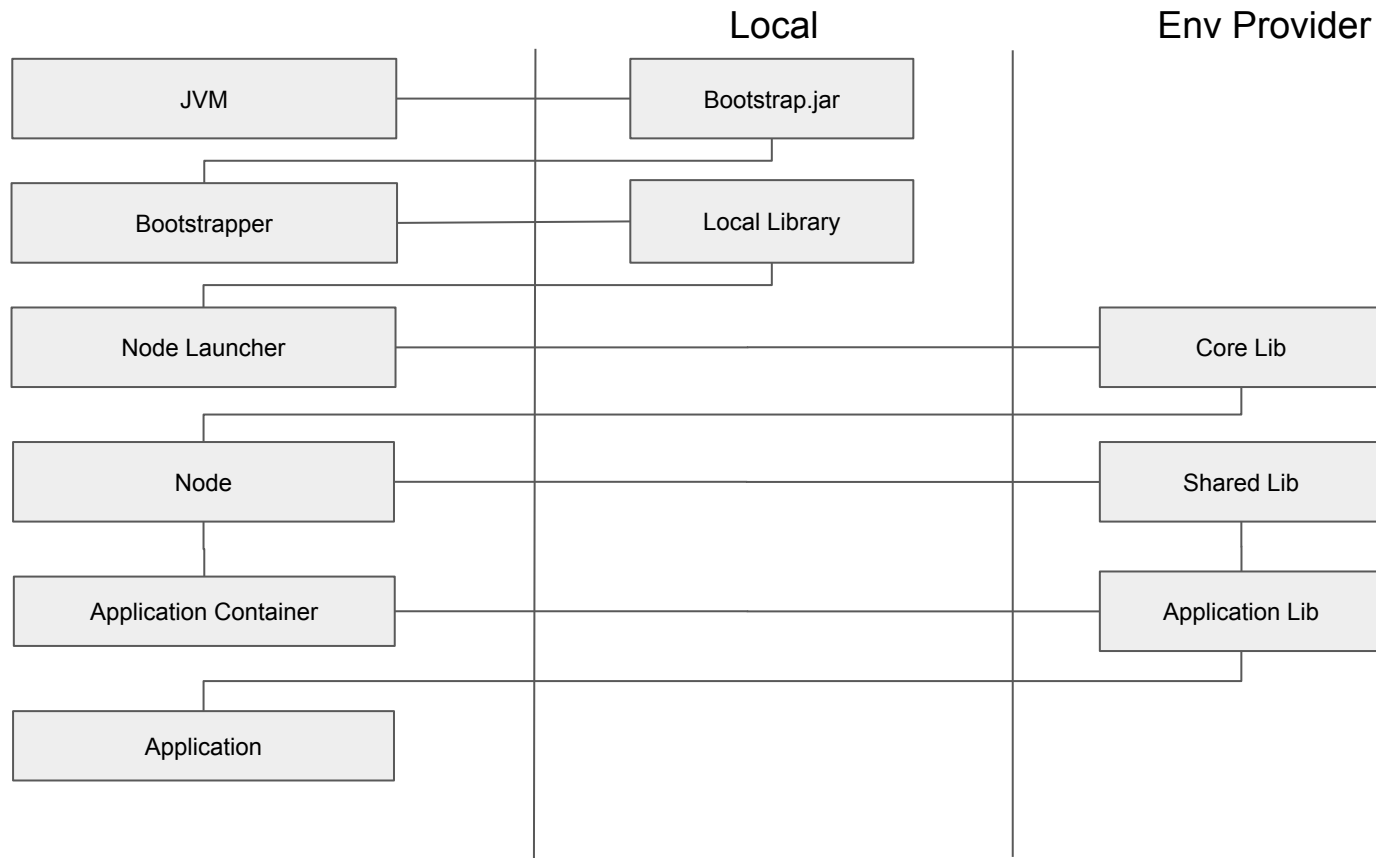 Local
Env Provider
JVM
Bootstrap.jar
Bootstrapper
Local Library
Node Launcher
Core Lib
Node
Shared Lib
Application Container
Application Lib
Application